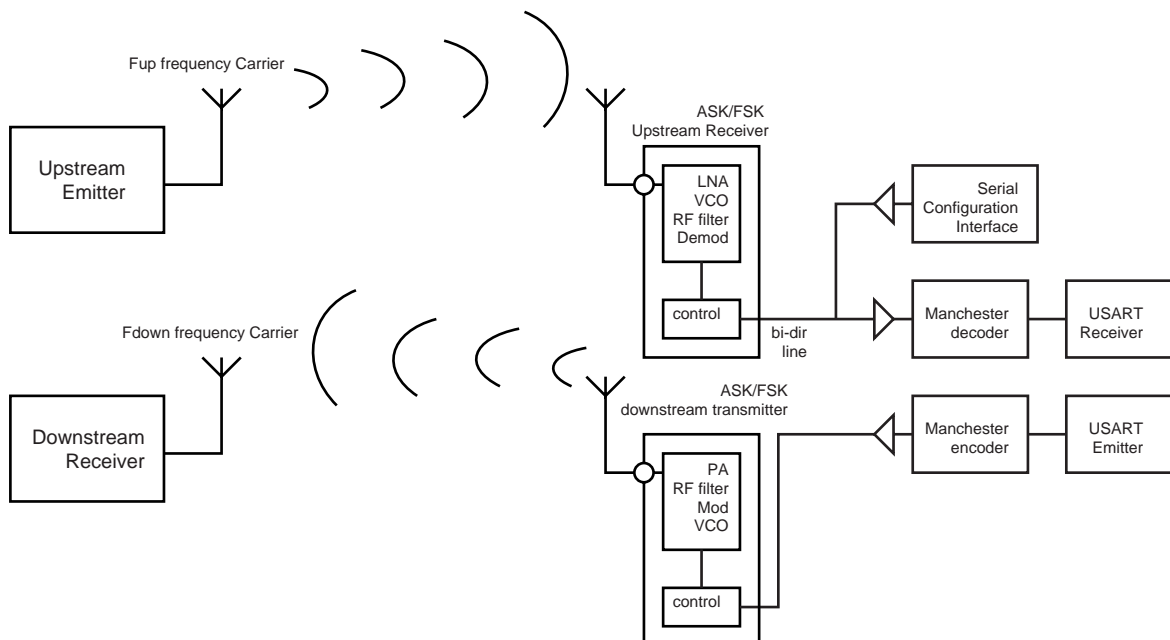 Fup frequency Carrier
ASK/FSK
Upstream Receiver
Upstream
Emitter
LNA
VCO
RF filter
Demod
control
bi-dir
line
Serial
Configuration
Interface
Manchester
decoder
USART
Receiver
Fdown frequency Carrier
ASK/FSK
downstream transmitter
Downstream
Receiver
PA
RF filter
Mod
VCO
control
Manchester
encoder
USART
Emitter